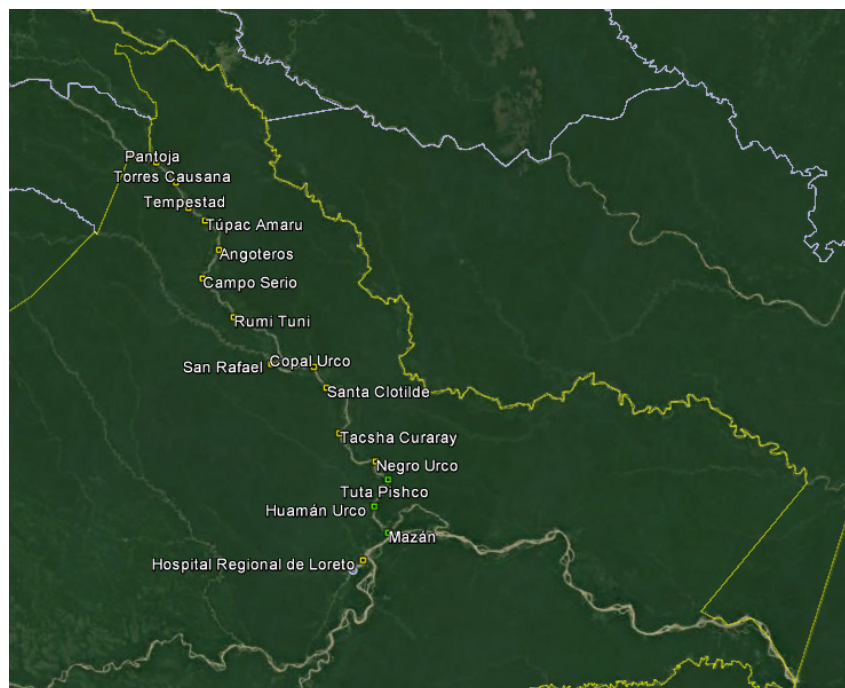 Pantoja
Torres Causana
Tempestad
Túpac Amaru
Angoteros
Campo Serio
Rumi Tuni
Copal Urco
San Rafael
Santa Clotilde
Tacsha Curaray
Negro Urco
Tuta Pishco
Huamán Urco
Mazán
Hospital Regional de Loreto